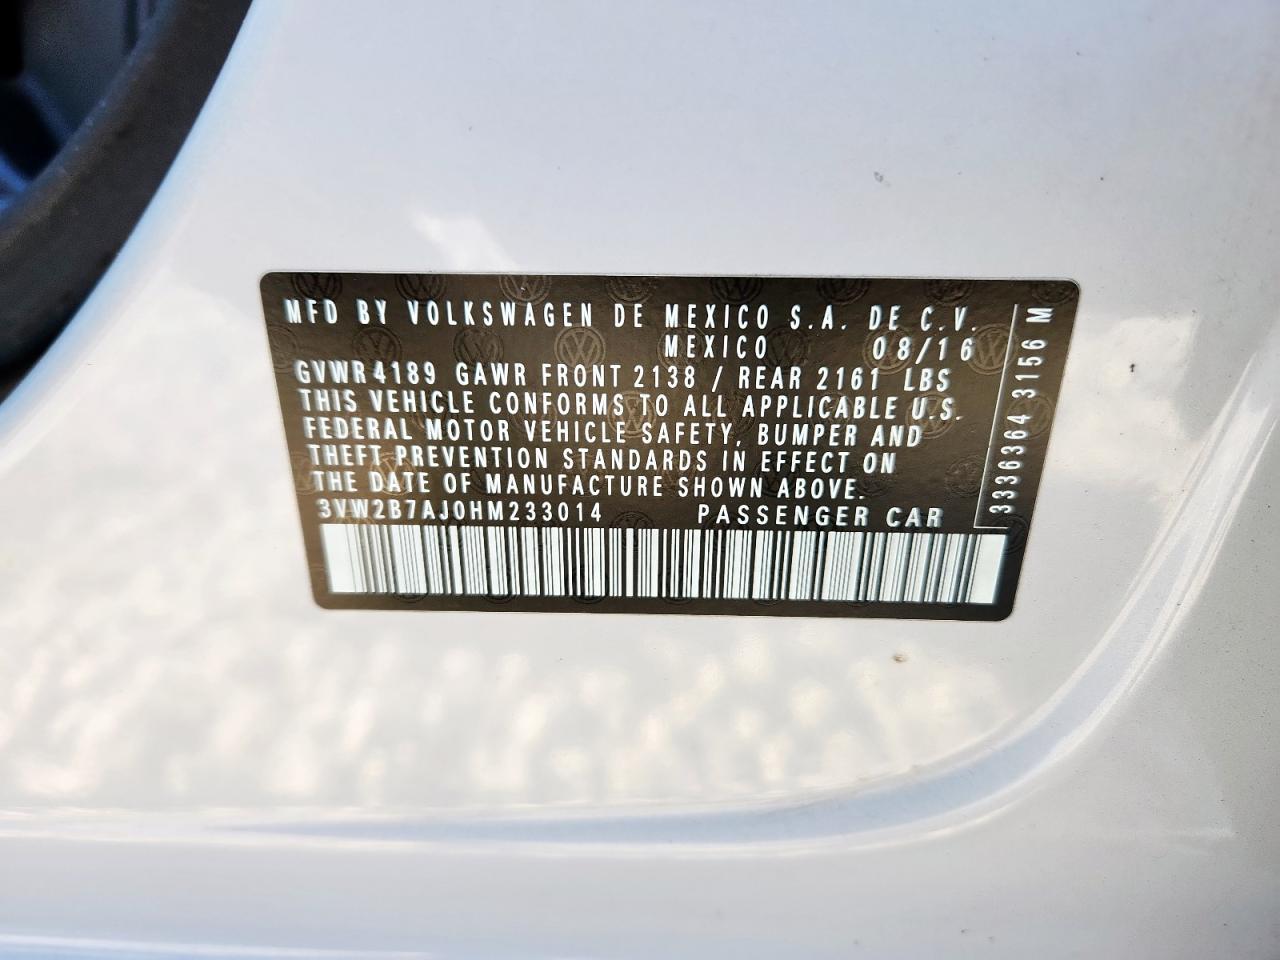 MFD BY VOLKSWAGEN DE MEXICO S.A. DE C.V.
MEXICO 08/16
GVWR 4189 GAWR FRONT 2138 / REAR 2161 LBS
THIS VEHICLE CONFORMS TO ALL APPLICABLE U.S.
FEDERAL MOTOR VEHICLE SAFETY, BUMPER AND
THEFT PREVENTION STANDARDS IN EFFECT ON
THE DATE OF MANUFACTURE SHOWN ABOVE.
3VW2B7AJ0HM233014 PASSENGER CAR
3336364 3156 M